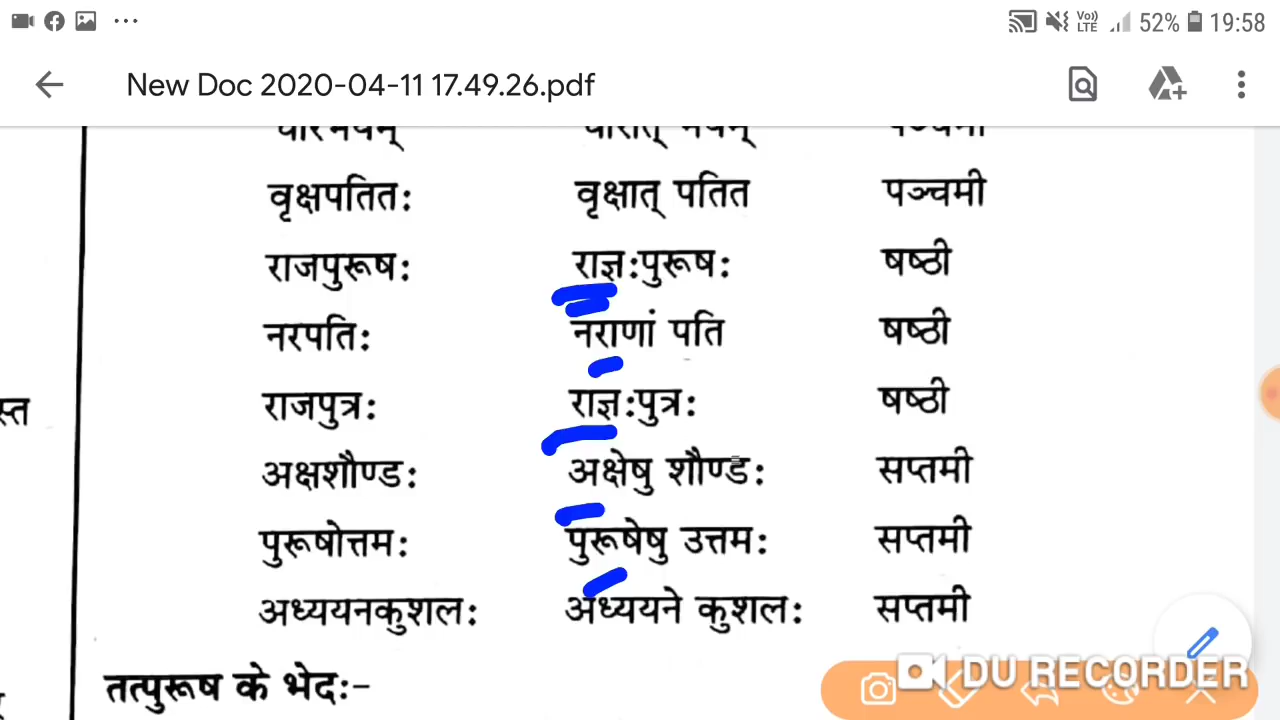 52% 19:58
New Doc 2020-04-11 17.49.26.pdf
वृक्षपतितः वृक्षात् पतित पञ्चमी
राजपुरूषः राज्ञःपुरूषः षष्ठी
नरपतिः नराणां पति षष्ठी
स्त राजपुत्रः राज्ञःपुत्रः षष्ठी
अक्षशौण्डः अक्षेषु शौण्डः सप्तमी
पुरूषोत्तमः पुरूषेषु उत्तमः सप्तमी
अध्ययनकुशलः अध्ययने कुशलः सप्तमी
DU RECORDER
तत्पुरूष के भेदः-